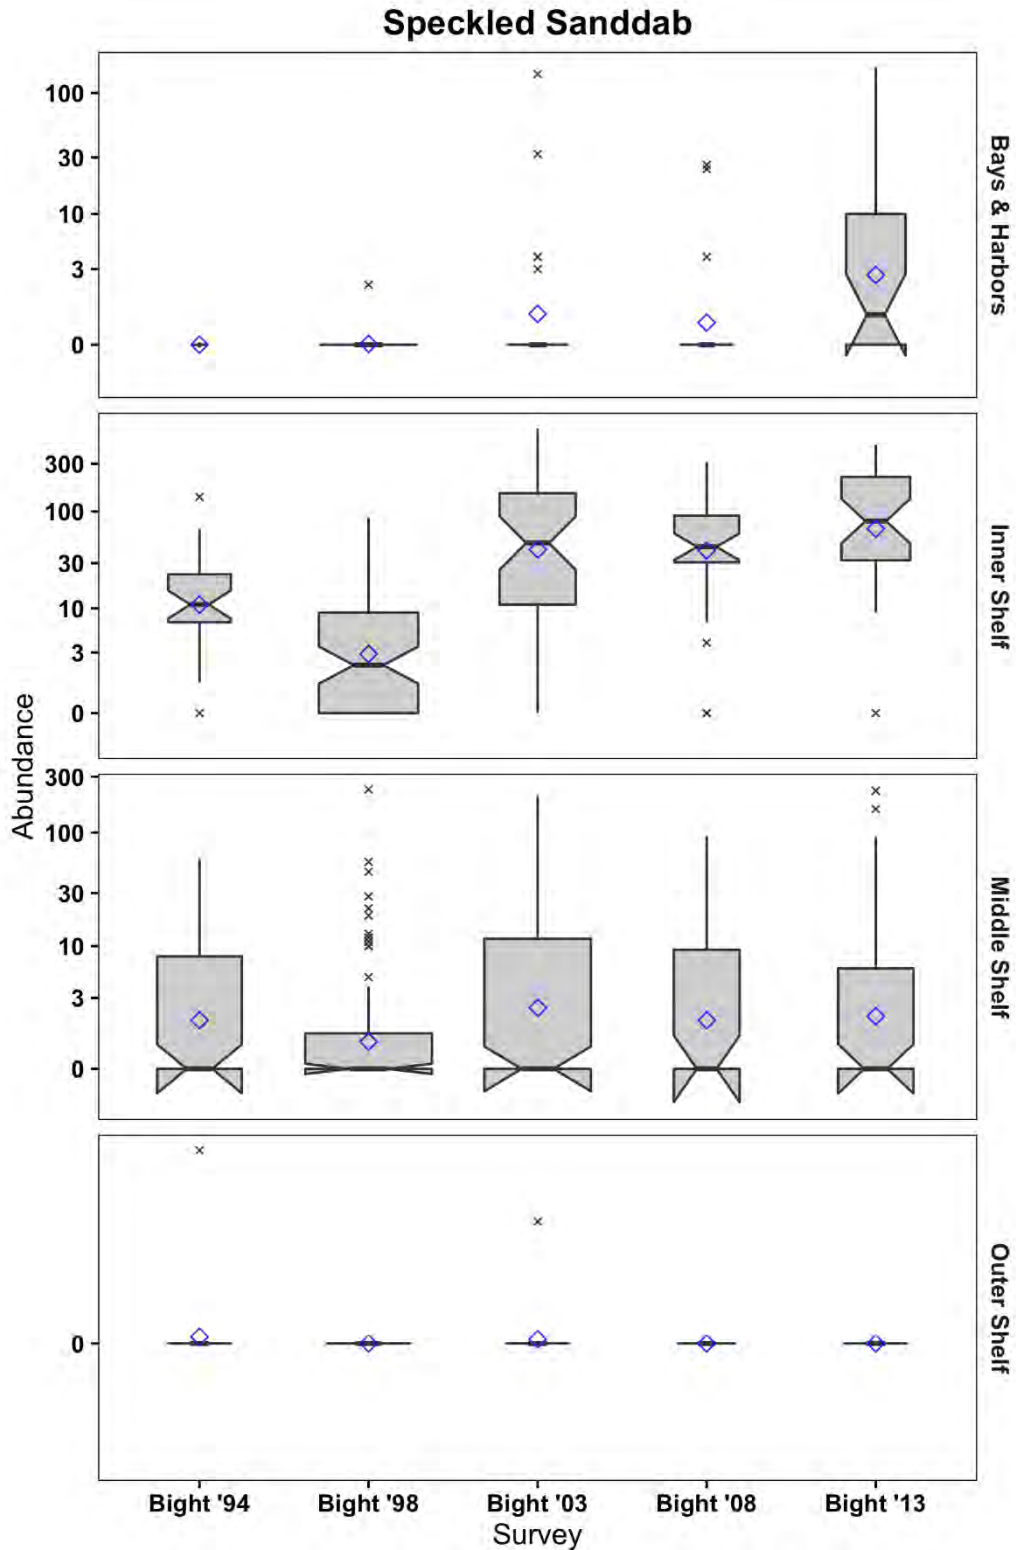 Speckled Sanddab
100
30
10
3
0
Bays & Harbors
300
100
30
10
3
0
Inner Shelf
Abundance
300
100
30
10
3
0
Middle Shelf
0
Outer Shelf
Bight '94 Bight '98 Bight '03 Bight '08 Bight '13
Survey